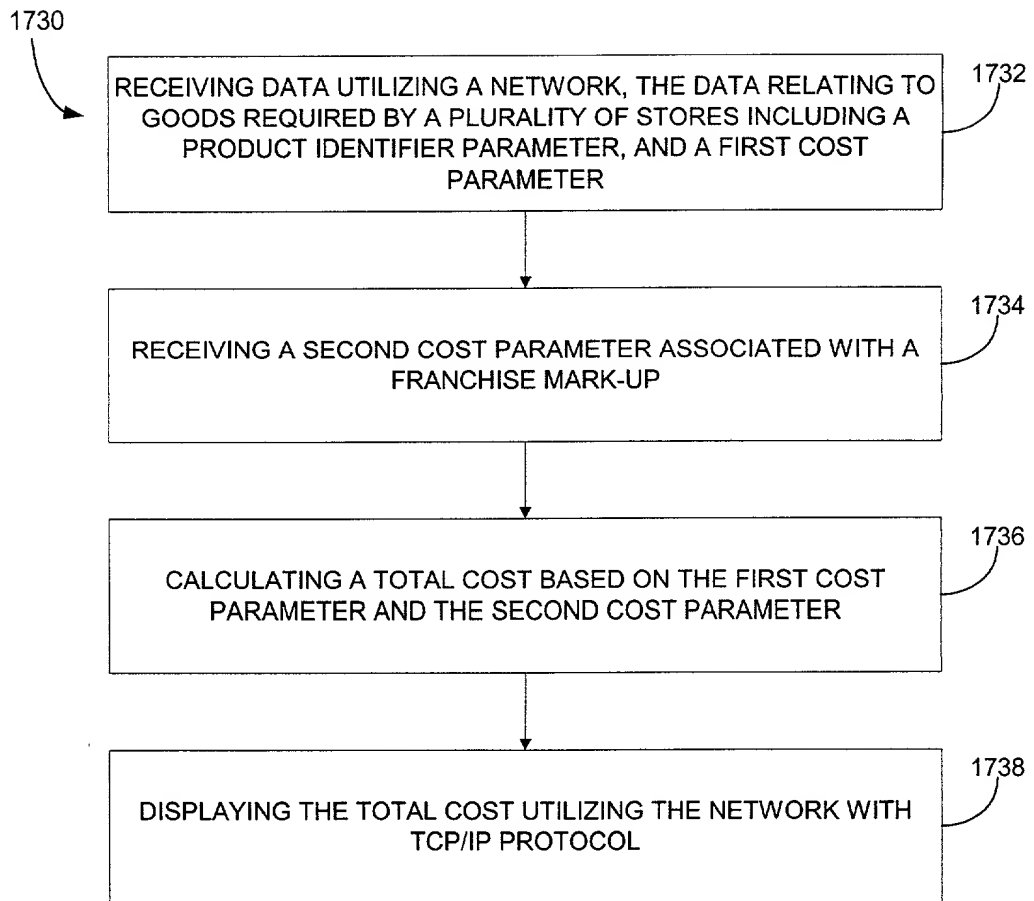 1730
RECEIVING DATA UTILIZING A NETWORK, THE DATA RELATING TO
GOODS REQUIRED BY A PLURALITY OF STORES INCLUDING A
PRODUCT IDENTIFIER PARAMETER, AND A FIRST COST
PARAMETER
1732
RECEIVING A SECOND COST PARAMETER ASSOCIATED WITH A
FRANCHISE MARK-UP
1734
CALCULATING A TOTAL COST BASED ON THE FIRST COST
PARAMETER AND THE SECOND COST PARAMETER
1736
DISPLAYING THE TOTAL COST UTILIZING THE NETWORK WITH
TCP/IP PROTOCOL
1738